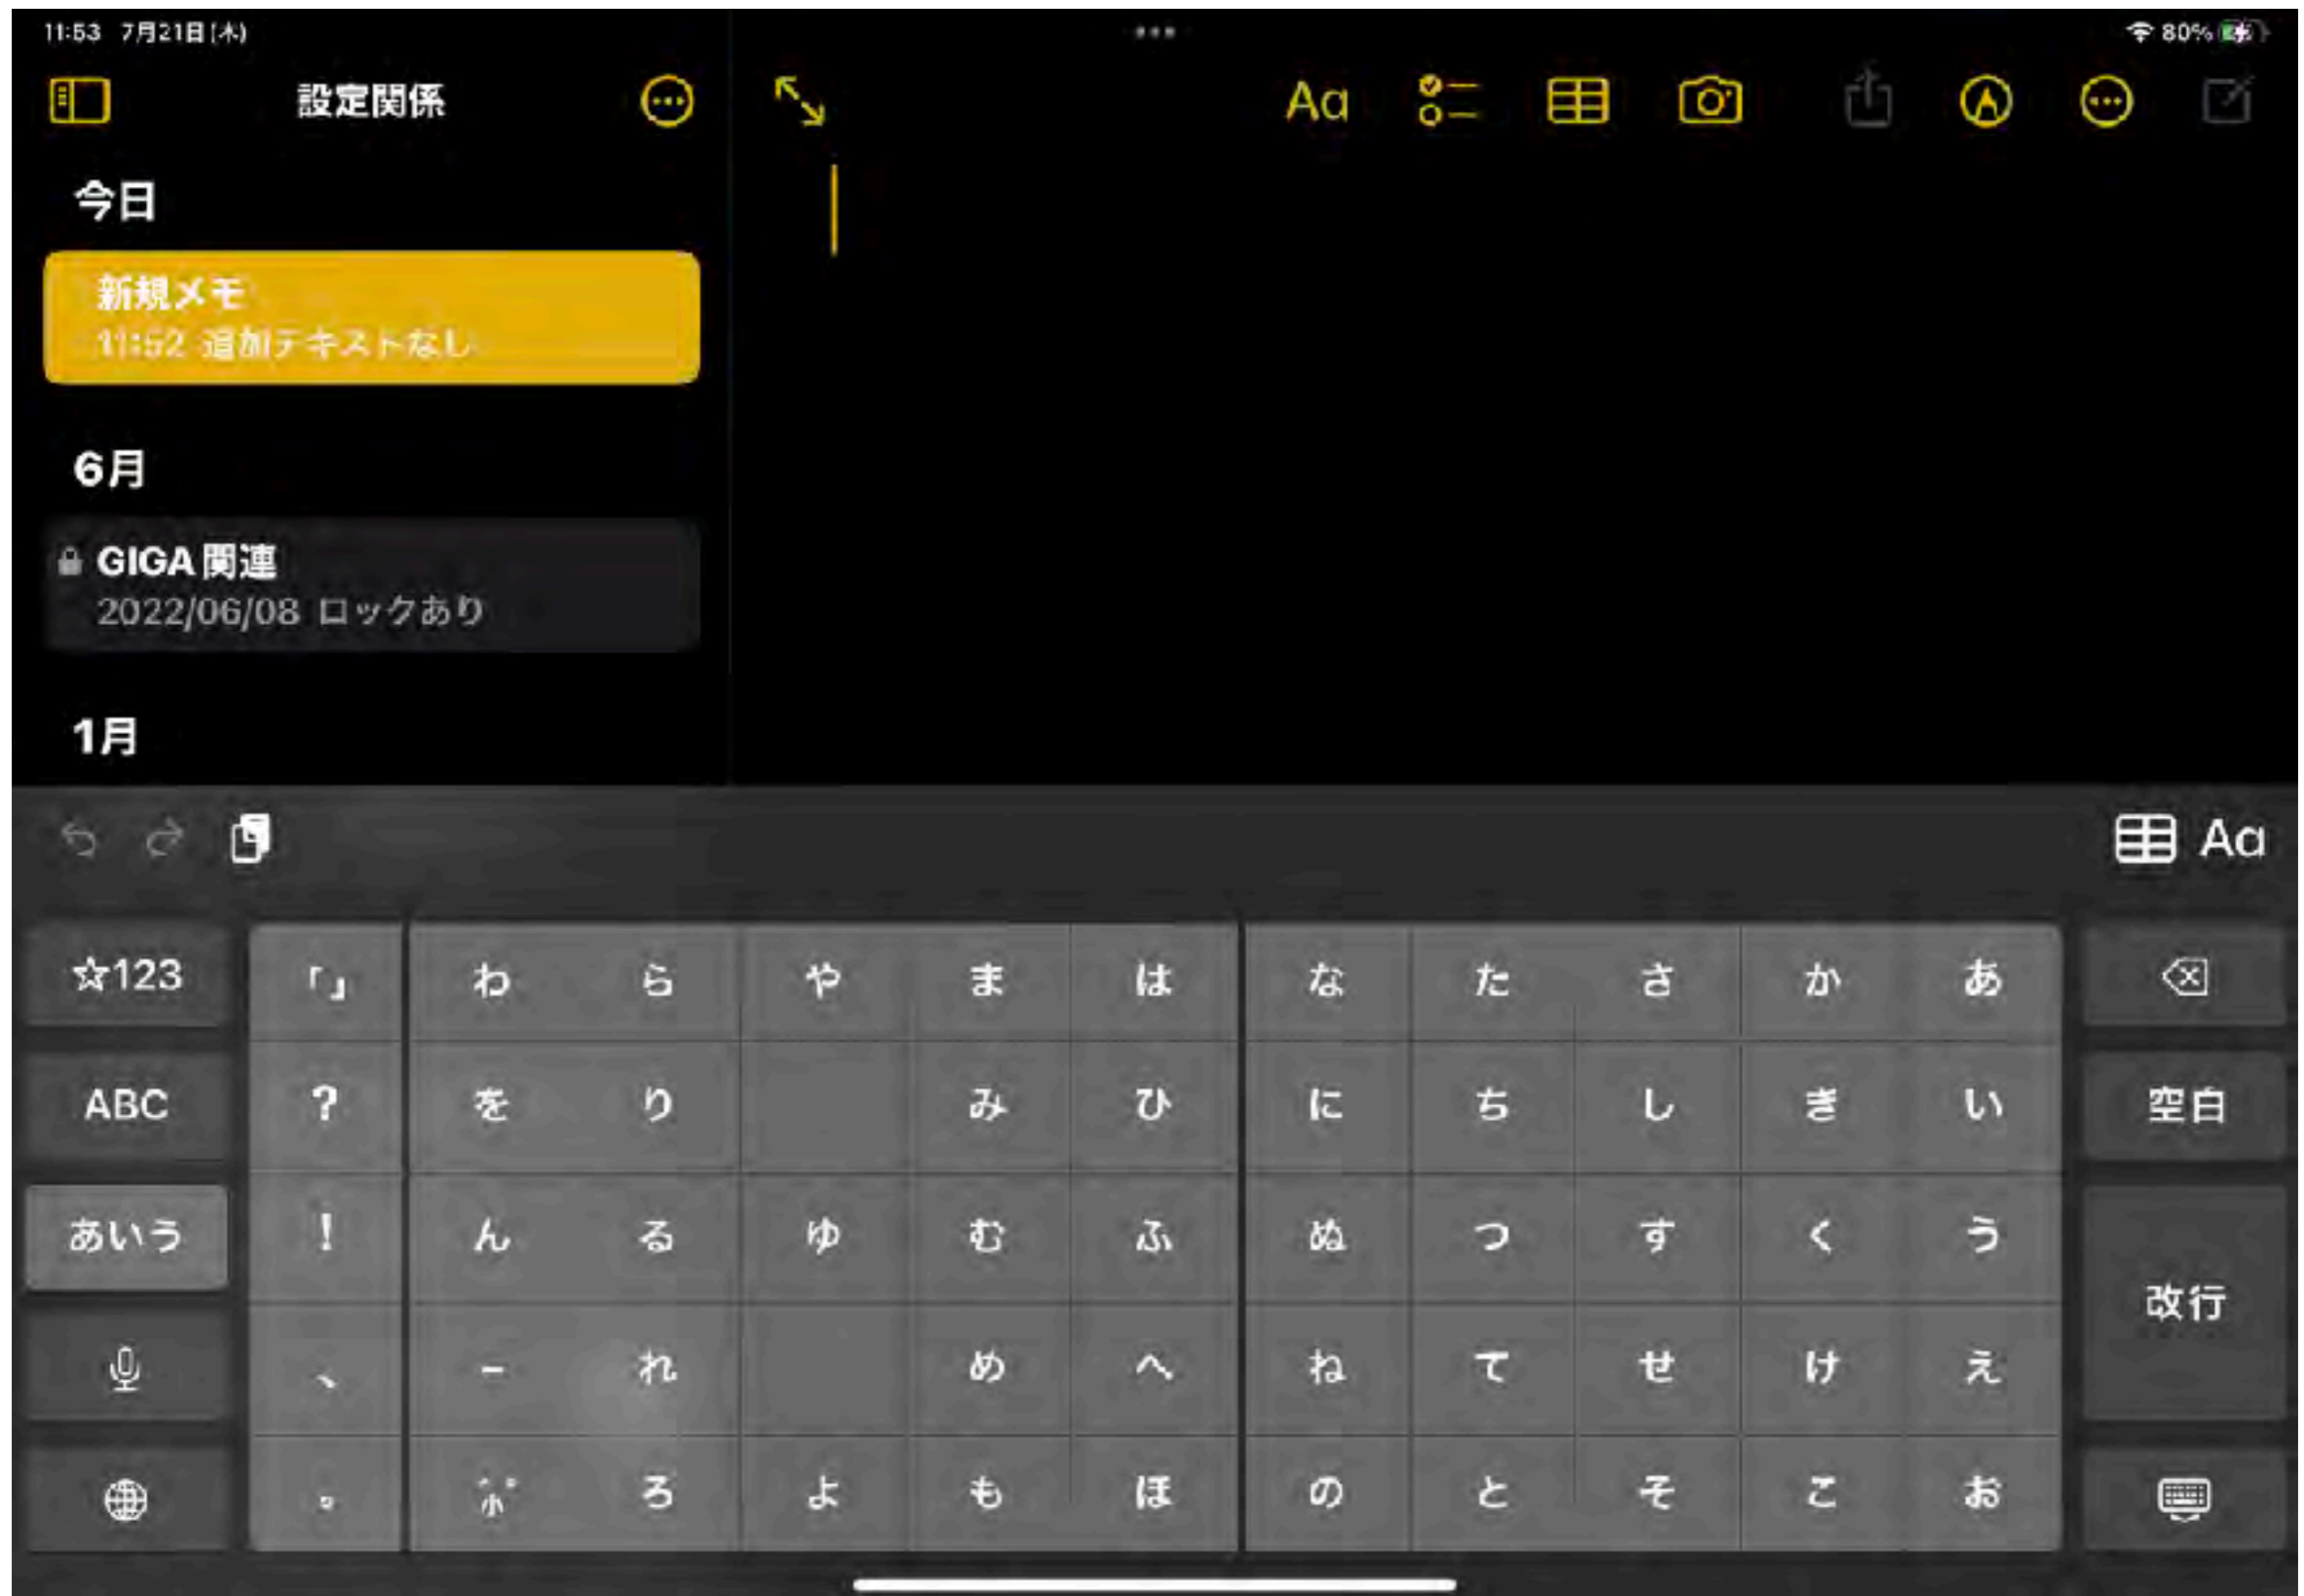 11:53 7月21日(木)
80%
設定関係
Aa
今日
新規メモ
11:52 追加テキストなし
6月
GIGA関連
2022/06/08 ロックあり
1月
Aa
☆123 「」 わ ら や ま は な た さ か あ
ABC ? を り み ひ に ち し き い 空白
あいう ! ん る ゆ む ふ ぬ つ す く う
改行
、 ー れ め へ ね て せ け え
。 小゛゜ ろ よ も ほ の と そ こ お